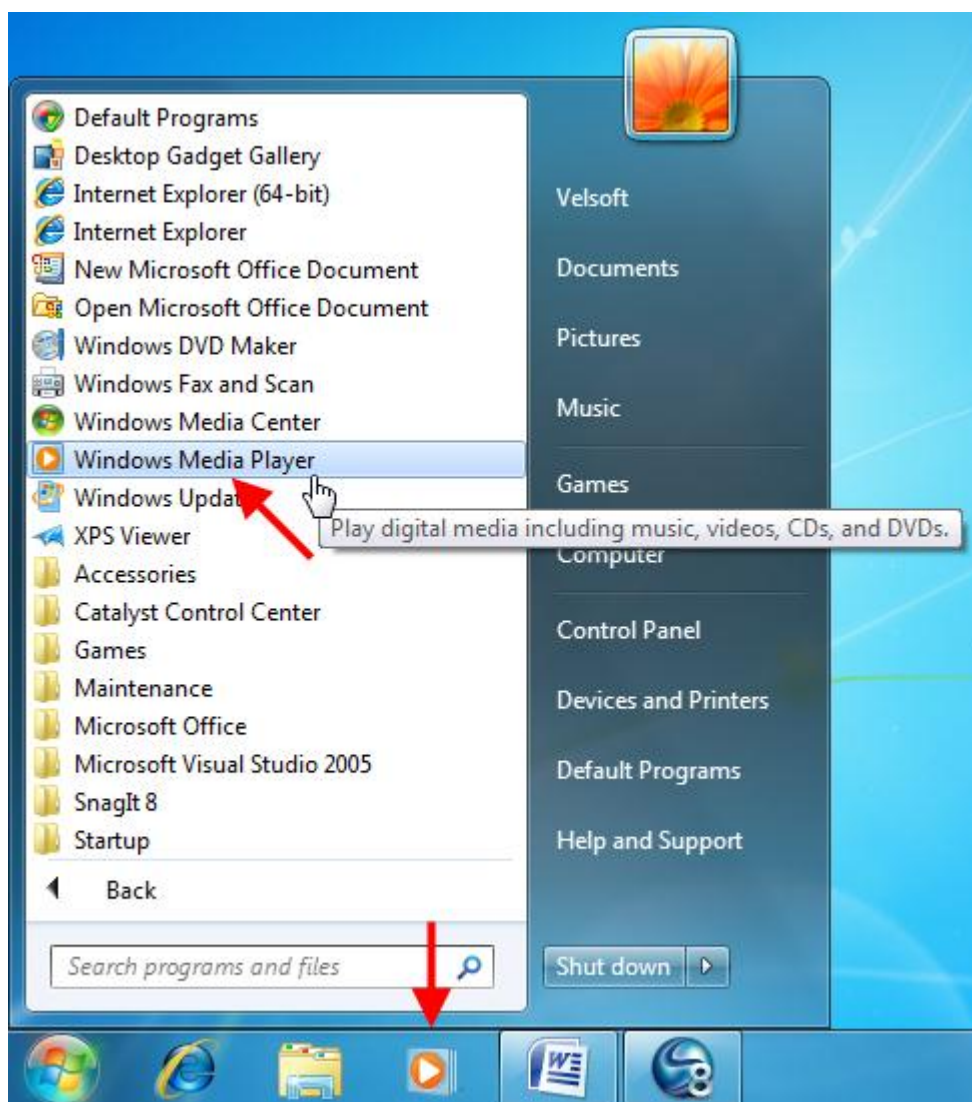 Default Programs
Desktop Gadget Gallery
Internet Explorer (64-bit)
Internet Explorer
New Microsoft Office Document
Open Microsoft Office Document
Windows DVD Maker
Windows Fax and Scan
Windows Media Center
Windows Media Player
Windows Updat
XPS Viewer
Accessories
Catalyst Control Center
Games
Maintenance
Microsoft Office
Microsoft Visual Studio 2005
SnagIt 8
Startup
Back
Search programs and files
Velsoft
Documents
Pictures
Music
Games
Play digital media including music, videos, CDs, and DVDs.
Computer
Control Panel
Devices and Printers
Default Programs
Help and Support
Shut down
W
S8